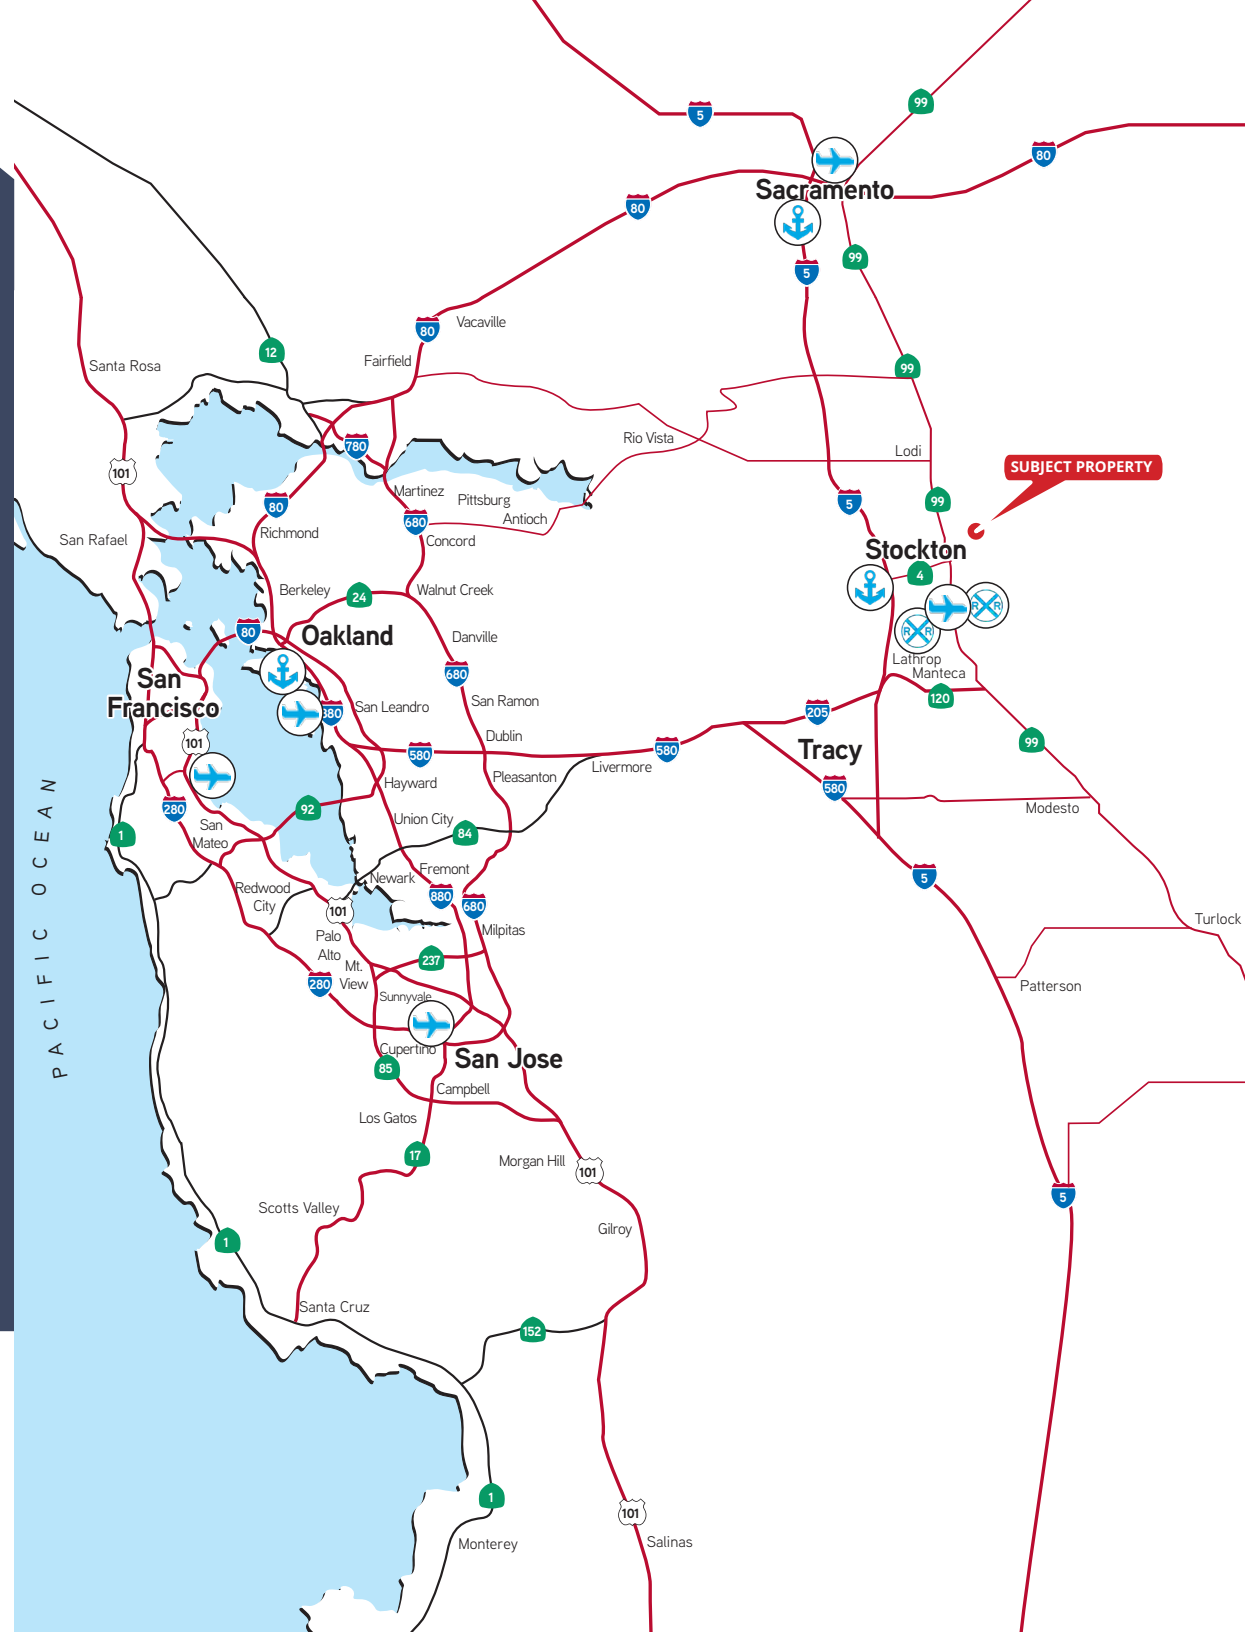 5
99
80
Sacramento
80
99
5
80
Vacaville
12
Fairfield
Santa Rosa
99
Rio Vista
780
Lodi
SUBJECT PROPERTY
101
Martinez
Pittsburg
80
5
99
680
Antioch
Richmond
San Rafael
Concord
Stockton
4
Berkeley
24
Walnut Creek
R R
80
Oakland
Danville
R R
Lathrop
680
Manteca
San
Francisco
San Ramon
120
San Leandro
880
205
Dublin
101
580
580
Tracy
99
Livermore
Pleasanton
Hayward
580
280
92
Modesto
Union City
San
Mateo
1
84
Fremont
Newark
5
Redwood
City
880
680
101
Turlock
Milpitas
Palo
Alto
237
Mt.
View
280
Patterson
Sunnyvale
PACIFIC OCEAN
Cupertino
San Jose
85
Campbell
Los Gatos
17
Morgan Hill
101
5
Scotts Valley
Gilroy
1
Santa Cruz
152
1
101
Monterey
Salinas